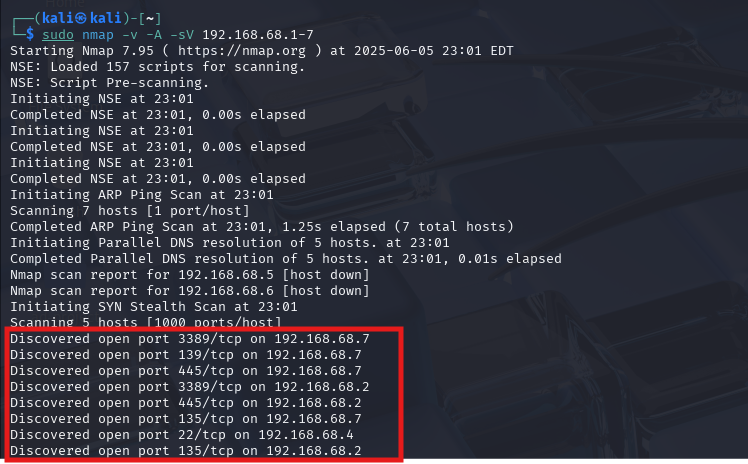 (kali㉿kali)-[~]
$ sudo nmap -v -A -sV 192.168.68.1-7
Starting Nmap 7.95 ( https://nmap.org ) at 2025-06-05 23:01 EDT
NSE: Loaded 157 scripts for scanning.
NSE: Script Pre-scanning.
Initiating NSE at 23:01
Completed NSE at 23:01, 0.00s elapsed
Initiating NSE at 23:01
Completed NSE at 23:01, 0.00s elapsed
Initiating NSE at 23:01
Completed NSE at 23:01, 0.00s elapsed
Initiating ARP Ping Scan at 23:01
Scanning 7 hosts [1 port/host]
Completed ARP Ping Scan at 23:01, 1.25s elapsed (7 total hosts)
Initiating Parallel DNS resolution of 5 hosts. at 23:01
Completed Parallel DNS resolution of 5 hosts. at 23:01, 0.01s elapsed
Nmap scan report for 192.168.68.5 [host down]
Nmap scan report for 192.168.68.6 [host down]
Initiating SYN Stealth Scan at 23:01
Scanning 5 hosts [1000 ports/host]
Discovered open port 3389/tcp on 192.168.68.7
Discovered open port 139/tcp on 192.168.68.7
Discovered open port 445/tcp on 192.168.68.7
Discovered open port 3389/tcp on 192.168.68.2
Discovered open port 445/tcp on 192.168.68.2
Discovered open port 135/tcp on 192.168.68.7
Discovered open port 22/tcp on 192.168.68.4
Discovered open port 135/tcp on 192.168.68.2